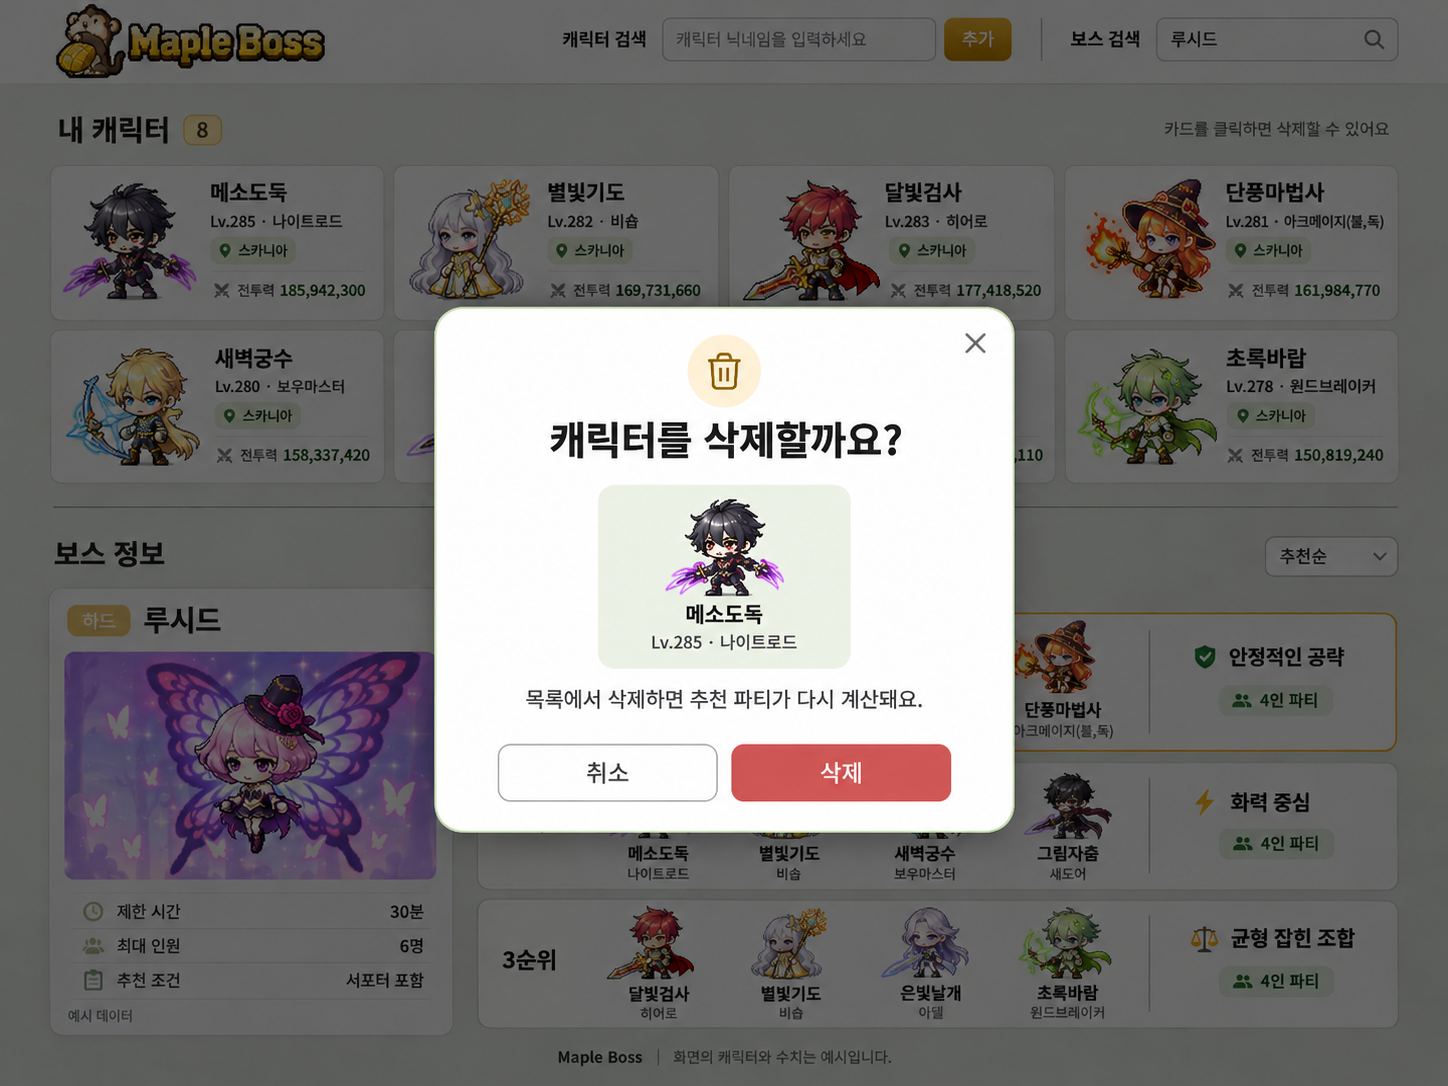 Maple Boss
캐릭터 검색
캐릭터 닉네임을 입력하세요
추가
보스 검색
루시드
내 캐릭터 8
카드를 클릭하면 삭제할 수 있어요
메소도둑
Lv.285 · 나이트로드
스카니아
전투력 185,942,300
별빛기도
Lv.282 · 비숍
스카니아
전투력 169,731,660
달빛검사
Lv.283 · 히어로
스카니아
전투력 177,418,520
단풍마법사
Lv.281 · 아크메이지(불,독)
스카니아
전투력 161,984,770
새벽궁수
Lv.280 · 보우마스터
스카니아
전투력 158,337,420
,110
초록바람
Lv.278 · 윈드브레이커
스카니아
전투력 150,819,240
캐릭터를 삭제할까요?
메소도독
Lv.285 · 나이트로드
목록에서 삭제하면 추천 파티가 다시 계산돼요.
취소
삭제
보스 정보
추천순
하드 루시드
제한 시간 30분
최대 인원 6명
추천 조건 서포터 포함
예시 데이터
단풍마법사
아크메이지(불,독)
안정적인 공략
4인 파티
메소도독
나이트로드
별빛기도
비숍
새벽궁수
보우마스터
그림자춤
섀도어
화력 중심
4인 파티
3순위
달빛검사
히어로
별빛기도
비숍
은빛날개
아델
초록바람
윈드브레이커
균형 잡힌 조합
4인 파티
Maple Boss | 화면의 캐릭터와 수치는 예시입니다.